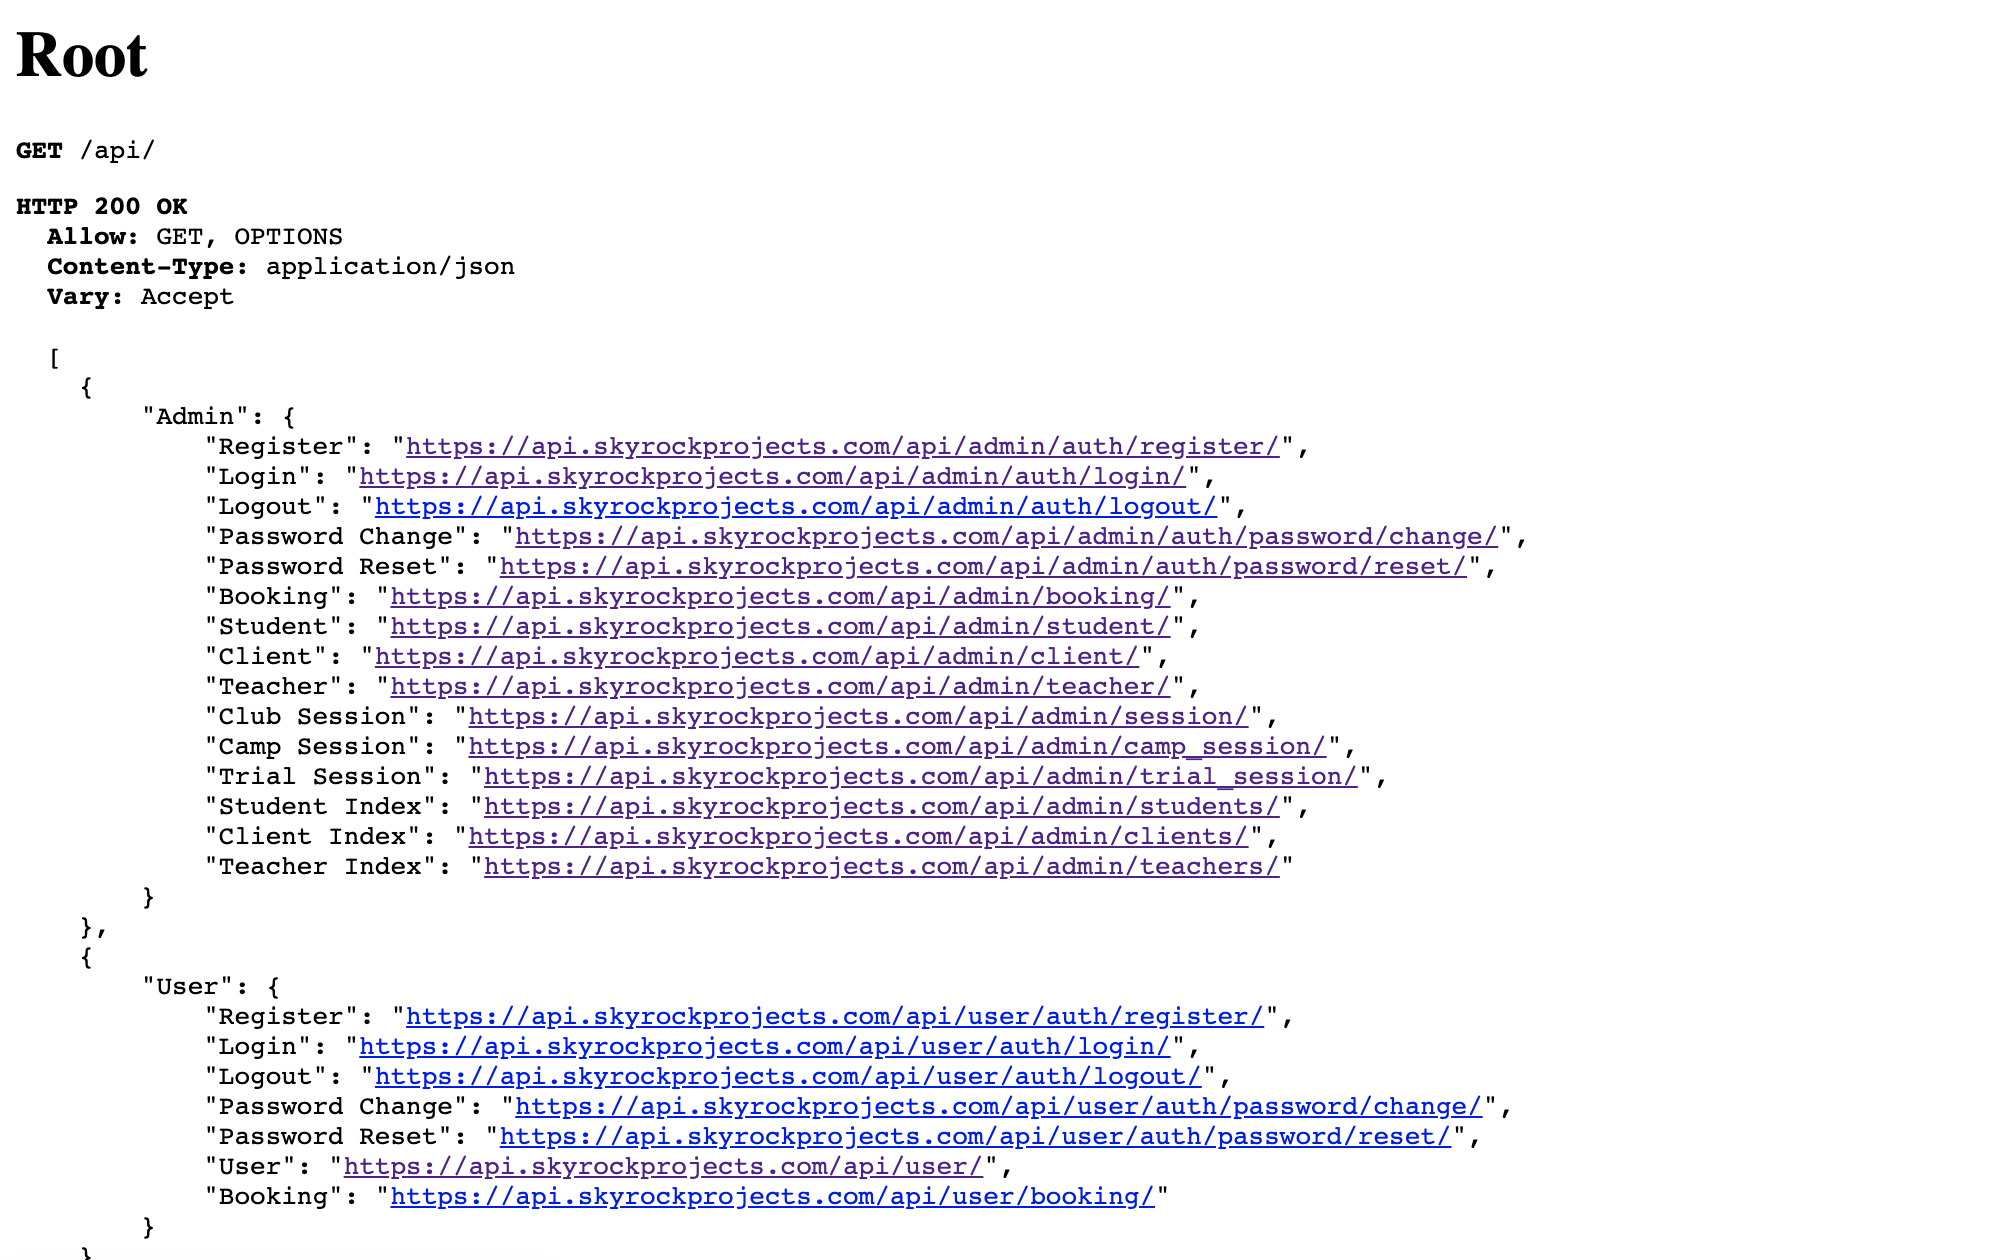 Root
GET /api/
HTTP 200 OK
Allow: GET, OPTIONS
Content-Type: application/json
Vary: Accept
[
{
"Admin": {
"Register": "https://api.skyrockprojects.com/api/admin/auth/register/",
"Login": "https://api.skyrockprojects.com/api/admin/auth/login/",
"Logout": "https://api.skyrockprojects.com/api/admin/auth/logout/",
"Password Change": "https://api.skyrockprojects.com/api/admin/auth/password/change/",
"Password Reset": "https://api.skyrockprojects.com/api/admin/auth/password/reset/",
"Booking": "https://api.skyrockprojects.com/api/admin/booking/",
"Student": "https://api.skyrockprojects.com/api/admin/student/",
"Client": "https://api.skyrockprojects.com/api/admin/client/",
"Teacher": "https://api.skyrockprojects.com/api/admin/teacher/",
"Club Session": "https://api.skyrockprojects.com/api/admin/session/",
"Camp Session": "https://api.skyrockprojects.com/api/admin/camp_session/",
"Trial Session": "https://api.skyrockprojects.com/api/admin/trial_session/",
"Student Index": "https://api.skyrockprojects.com/api/admin/students/",
"Client Index": "https://api.skyrockprojects.com/api/admin/clients/",
"Teacher Index": "https://api.skyrockprojects.com/api/admin/teachers/"
}
},
{
"User": {
"Register": "https://api.skyrockprojects.com/api/user/auth/register/",
"Login": "https://api.skyrockprojects.com/api/user/auth/login/",
"Logout": "https://api.skyrockprojects.com/api/user/auth/logout/",
"Password Change": "https://api.skyrockprojects.com/api/user/auth/password/change/",
"Password Reset": "https://api.skyrockprojects.com/api/user/auth/password/reset/",
"User": "https://api.skyrockprojects.com/api/user/",
"Booking": "https://api.skyrockprojects.com/api/user/booking/"
}
}